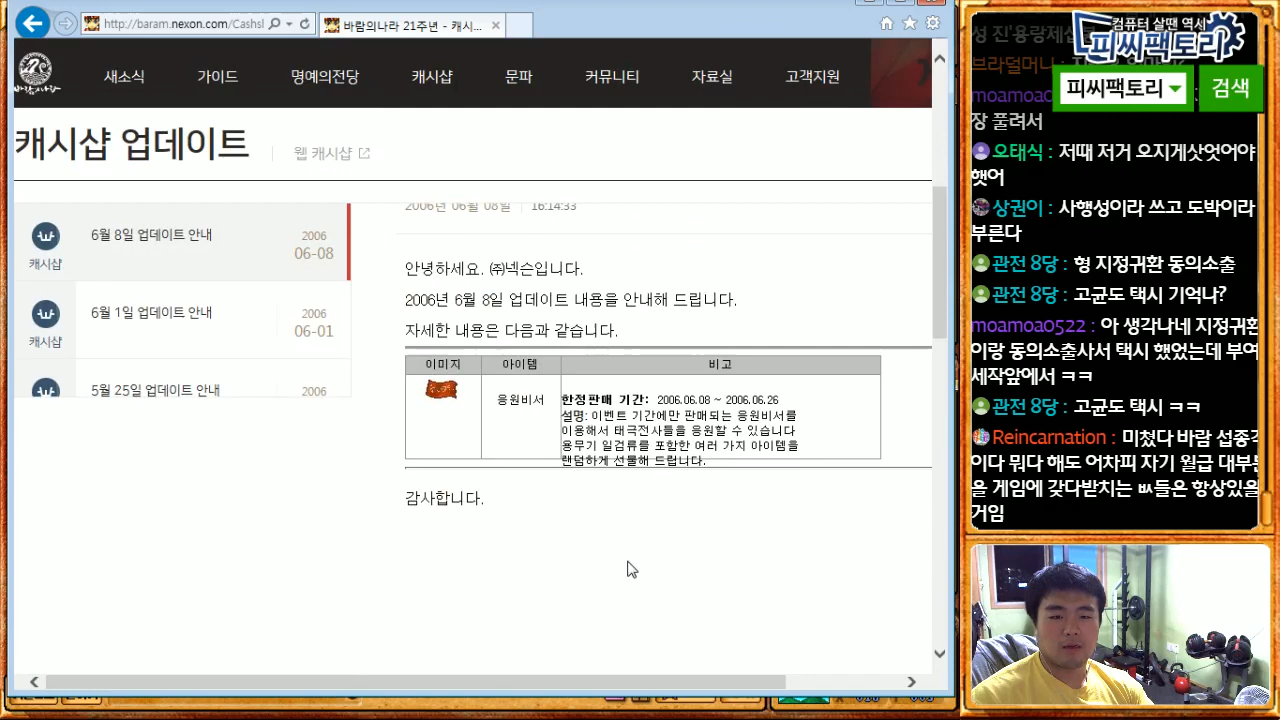 http://baram.nexon.com/Cashsl
바람의나라 21주년 - 캐시...
새소식 가이드 명예의전당 캐시샵 문파 커뮤니티 자료실 고객지원
캐시샵 업데이트
웹 캐시샵
캐시샵
6월 8일 업데이트 안내
2006
06-08
캐시샵
6월 1일 업데이트 안내
2006
06-01
5월 25일 업데이트 안내
2006
2006년 06월 08일 16:14:33
안녕하세요. ㈜넥슨입니다.
2006년 6월 8일 업데이트 내용을 안내해 드립니다.
자세한 내용은 다음과 같습니다.
이미지 아이템 비고
응원비서
한정판매 기간: 2006.06.08 ~ 2006.06.26
설명: 이벤트 기간에만 판매되는 응원비서를
이용해서 태극전사들을 응원할 수 있습니다
용무기 일검류를 포함한 여러 가지 아이템을
랜덤하게 선물해 드립니다.
감사합니다.
컴퓨터 살땐 역시
피씨팩토리
피씨팩토리 검색
장 풀려서
오태식 : 저때 저거 오지게삿엇어야
햇어
상권이 : 사행성이라 쓰고 도박이라
부른다
관전 8당 : 형 지정귀환 동의소출
관전 8당 : 고균도 택시 기억나?
moamoa0522 : 아 생각나네 지정귀환
이랑 동의소출사서 택시 했었는데 부여
세작앞에서 ㅋㅋ
관전 8당 : 고균도 택시 ㅋㅋ
Reincarnation : 미쳤다 바람 섭종각
이다 뭐다 해도 어차피 자기 월급 대부분
을 게임에 갖다받치는 ㅄ들은 항상있을
거임